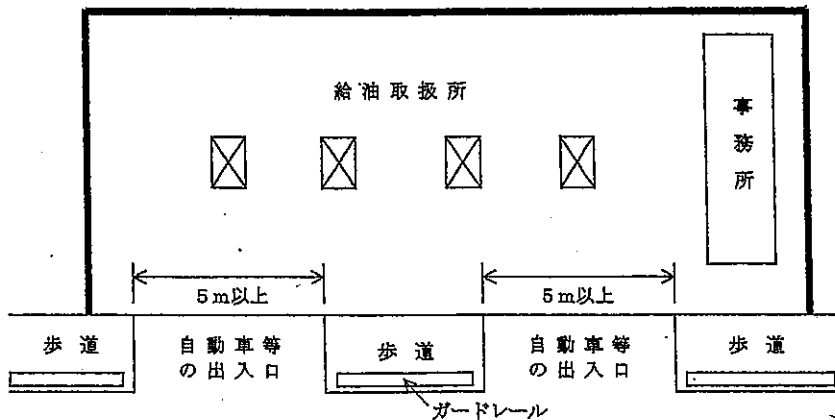 給油取扱所
事務所
5m以上
5m以上
歩道
自動車等
の出入口
歩道
自動車等
の出入口
歩道
ガードレール